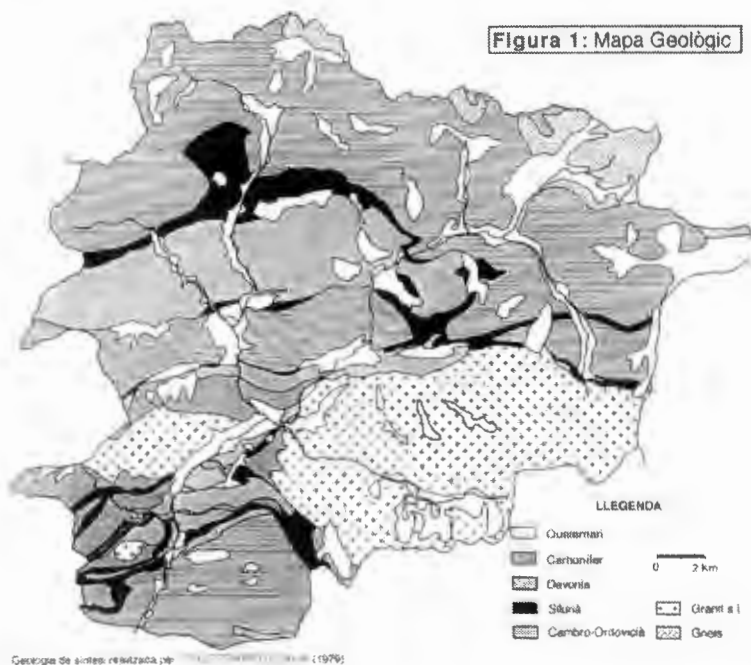 Figura 1: Mapa Geològic
LLEGENDA
Quaternari
Carbonífer
Devonià
Silurià
Cambro-Ordovicià
0 2 km
Gneis
Geologia de síntesi realitzada per (1979)